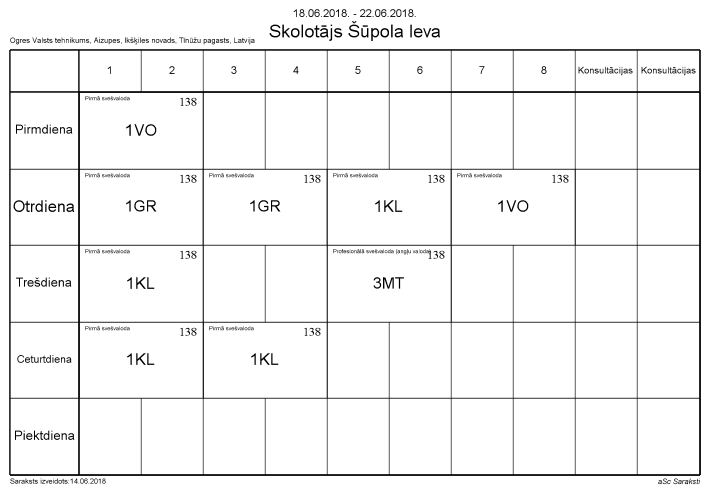 18.06.2018. - 22.06.2018.
Skolotājs Šūpola Ieva
Ogres Valsts tehnikums, Aizupes, Ikšķiles novads, Tīnūžu pagasts, Latvija
1 2 3 4 5 6 7 8 Konsultācijas Konsultācijas
Pirmdiena
Pirmā svešvaloda 138
1VO
Otrdiena
Pirmā svešvaloda 138
1GR
Pirmā svešvaloda 138
1GR
Pirmā svešvaloda 138
1KL
Pirmā svešvaloda 138
1VO
Trešdiena
Pirmā svešvaloda 138
1KL
Profesionālā svešvaloda (angļu valoda) 138
3MT
Ceturtdiena
Pirmā svešvaloda 138
1KL
Pirmā svešvaloda 138
1KL
Piektdiena
Saraksts izveidots:14.06.2018
aSc Saraksti